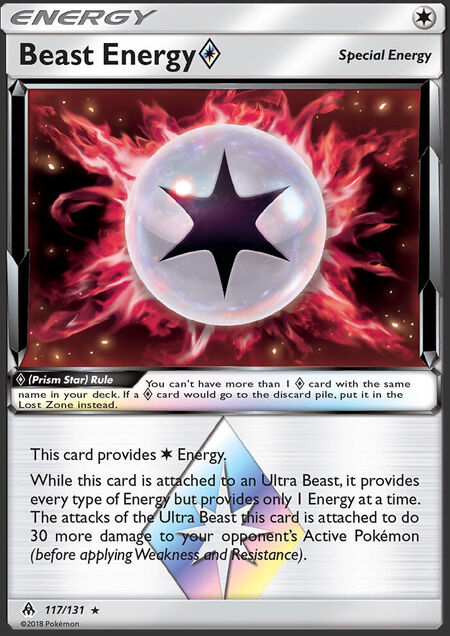 ENERGY
Beast Energy◇
Special Energy
◇ (Prism Star) Rule
You can't have more than 1 ◇ card with the same
name in your deck. If a ◇ card would go to the discard pile, put it in the
Lost Zone instead.
This card provides ✶ Energy.
While this card is attached to an Ultra Beast, it provides
every type of Energy but provides only 1 Energy at a time.
The attacks of the Ultra Beast this card is attached to do
30 more damage to your opponent's Active Pokémon
(before applying Weakness and Resistance).
117/131 ★
©2018 Pokémon